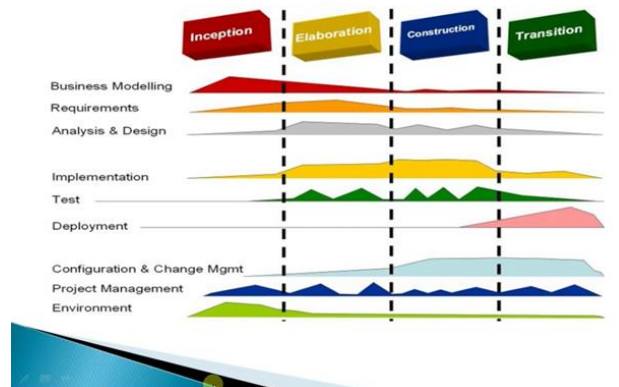 Inception
Elaboration
Construction
Transition
Business Modelling
Requirements
Analysis & Design
Implementation
Test
Deployment
Configuration & Change Mgmt
Project Management
Environment